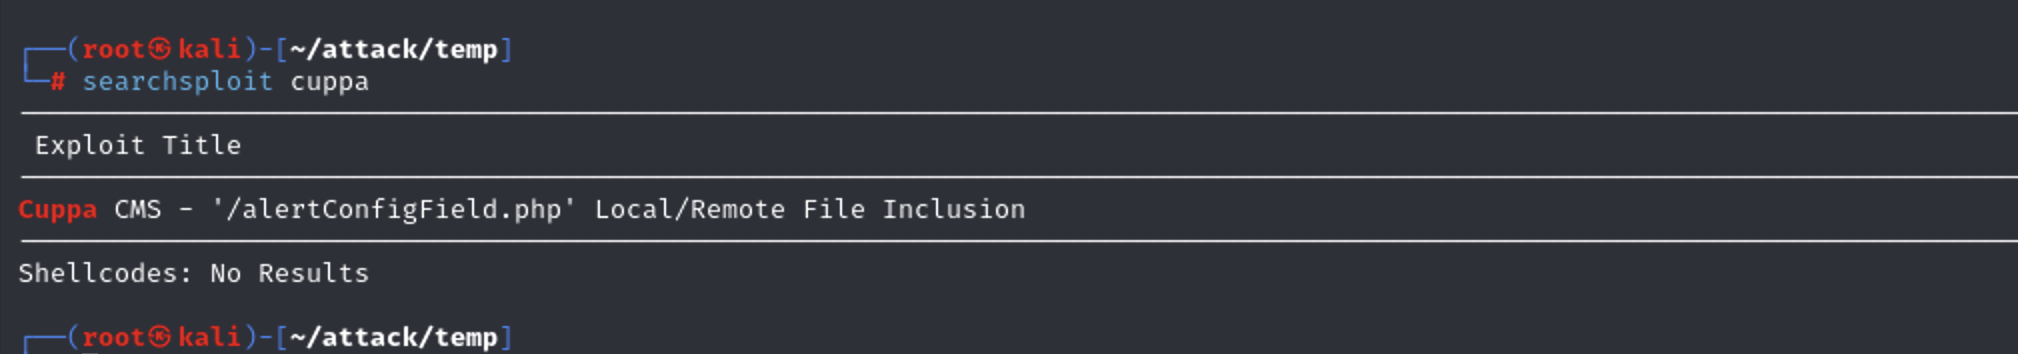 ┌──(root㉿kali)-[~/attack/temp]
└─# searchsploit cuppa
Exploit Title
Cuppa CMS - '/alertConfigField.php' Local/Remote File Inclusion
Shellcodes: No Results
┌──(root㉿kali)-[~/attack/temp]